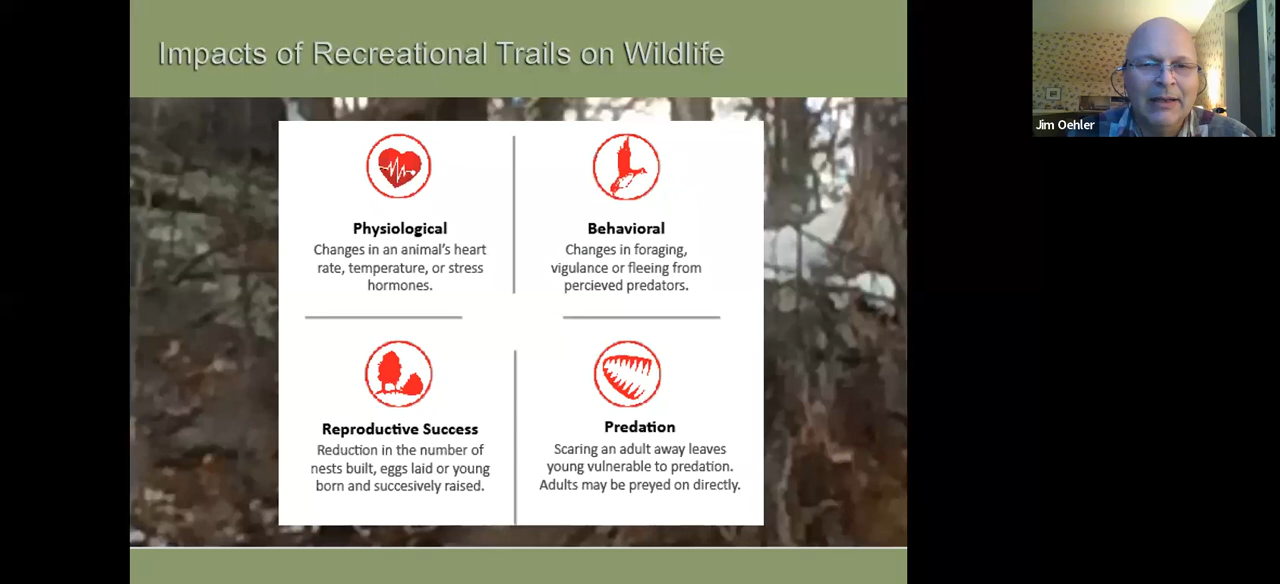 Impacts of Recreational Trails on Wildlife
Jim Oehler
Physiological
Changes in an animal's heart
rate, temperature, or stress
hormones.
Behavioral
Changes in foraging,
vigulance or fleeing from
percieved predators.
Reproductive Success
Reduction in the number of
nests built, eggs laid or young
born and succesively raised.
Predation
Scaring an adult away leaves
young vulnerable to predation.
Adults may be preyed on directly.